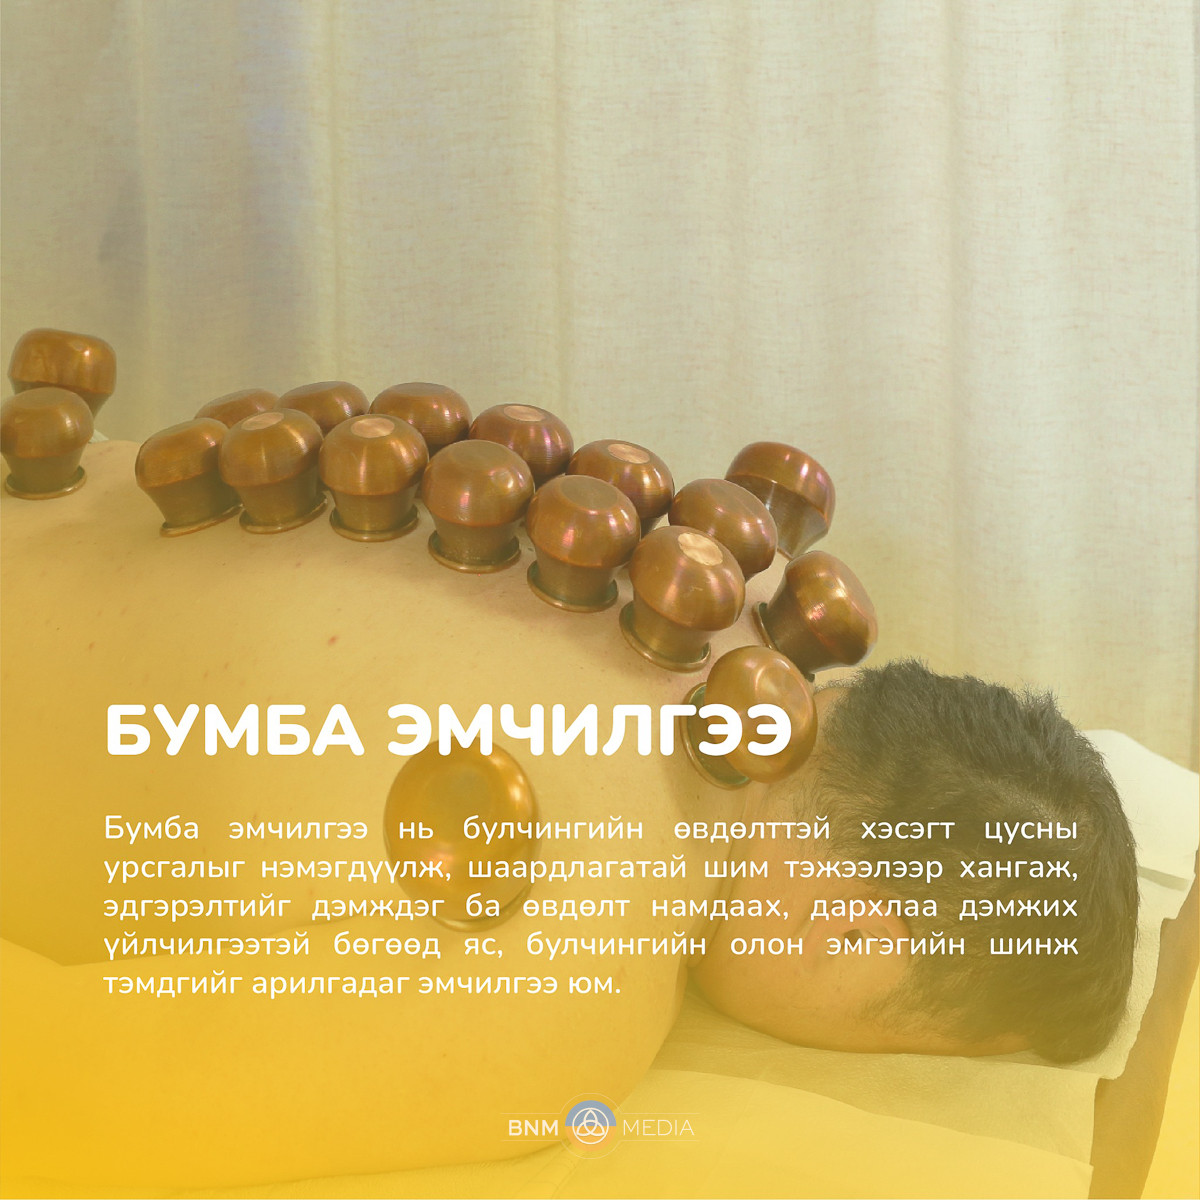 БУМБА ЭМЧИЛГЭЭ
Бумба эмчилгээ нь булчингийн өвдөлттэй хэсэгт цусны
урсгалыг нэмэгдүүлж, шаардлагатай шим тэжээлээр хангаж,
эдгэрэлтийг дэмждэг ба өвдөлт намдаах, дархлаа дэмжих
үйлчилгээтэй бөгөөд яс, булчингийн олон эмгэгийн шинж
тэмдгийг арилгадаг эмчилгээ юм.
BNM MEDIA